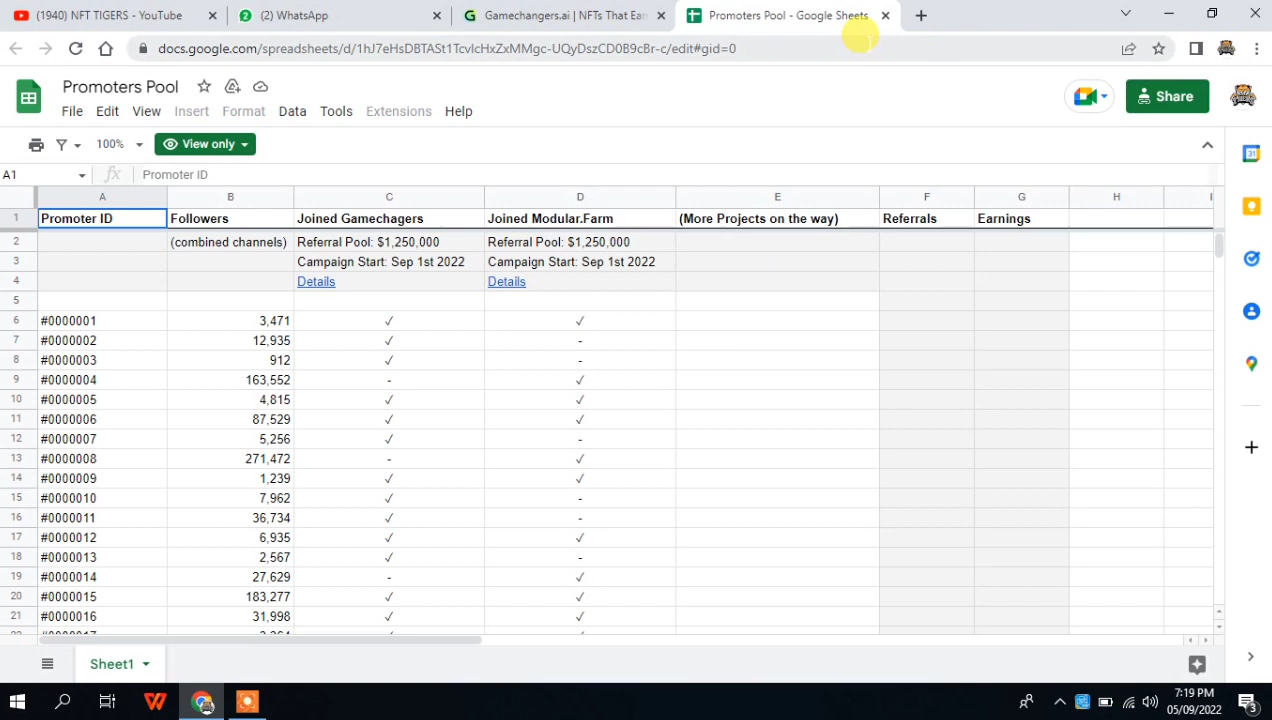 (1940) NFT TIGERS - YouTube
2 (2) WhatsApp
G Gamechangers.ai | NFTs That Ea
Promoters Pool - Google Sheets
docs.google.com/spreadsheets/d/1hJ7eHsDBTASt1TcvIcHxZxMMgc-UQyDszCD0B9cBr-c/edit#gid=0
Promoters Pool
File Edit View Insert Format Data Tools Extensions Help
Share
100% View only
A1 fx Promoter ID
A B C D E F G H I
1 Promoter ID Followers Joined Gamechagers Joined Modular.Farm (More Projects on the way) Referrals Earnings
2 (combined channels) Referral Pool: $1,250,000 Referral Pool: $1,250,000
3 Campaign Start: Sep 1st 2022 Campaign Start: Sep 1st 2022
4 Details Details
5
6 #0000001 3,471 ✓ ✓
7 #0000002 12,935 ✓ -
8 #0000003 912 ✓ -
9 #0000004 163,552 - ✓
10 #0000005 4,815 ✓ ✓
11 #0000006 87,529 ✓ ✓
12 #0000007 5,256 ✓ -
13 #0000008 271,472 - ✓
14 #0000009 1,239 ✓ ✓
15 #0000010 7,962 ✓ -
16 #0000011 36,734 ✓ -
17 #0000012 6,935 ✓ ✓
18 #0000013 2,567 ✓ -
19 #0000014 27,629 - ✓
20 #0000015 183,277 ✓ ✓
21 #0000016 31,998 ✓ ✓
Sheet1
31
7:19 PM
05/09/2022
3